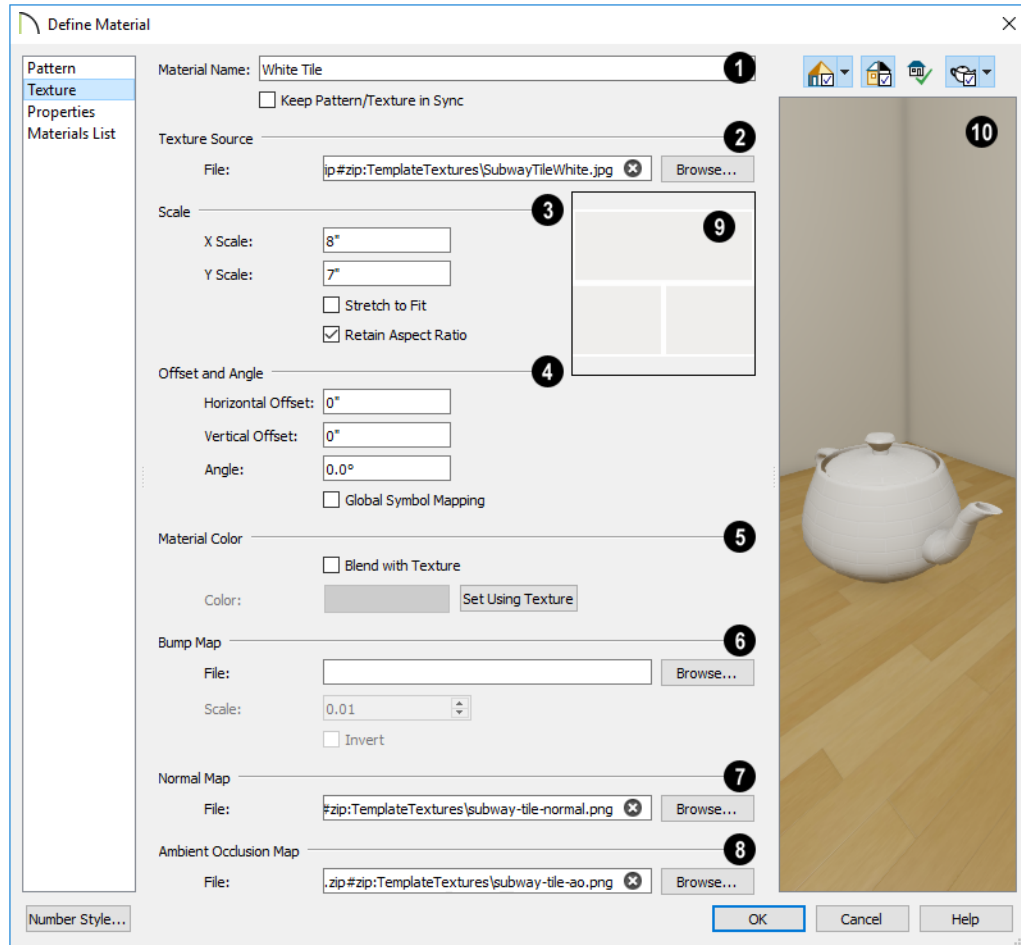 Define Material
Pattern
Texture
Properties
Materials List
Material Name: White Tile 1
Keep Pattern/Texture in Sync
Texture Source 2
File: ip#zip:TemplateTextures\SubwayTileWhite.jpg Browse...
Scale 3
X Scale: 8"
Y Scale: 7"
Stretch to Fit
Retain Aspect Ratio
9
Offset and Angle 4
Horizontal Offset: 0"
Vertical Offset: 0"
Angle: 0.0°
Global Symbol Mapping
Material Color 5
Blend with Texture
Color: Set Using Texture
Bump Map 6
File: Browse...
Scale: 0.01
Invert
Normal Map 7
File: #zip:TemplateTextures\subway-tile-normal.png Browse...
Ambient Occlusion Map 8
File: .zip#zip:TemplateTextures\subway-tile-ao.png Browse...
10
Number Style... OK Cancel Help